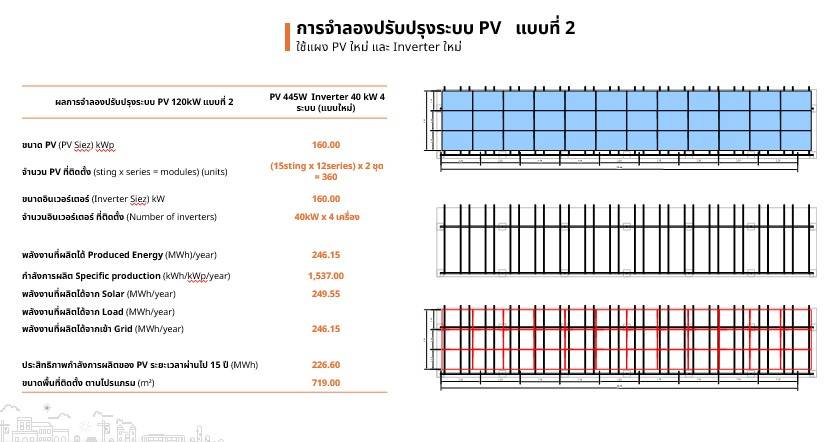 การจำลองปรับปรุงระบบ PV แบบที่ 2
ใช้แผง PV ใหม่ และ Inverter ใหม่
ผลการจำลองปรับปรุงระบบ PV 120kW แบบที่ 2
PV 445W Inverter 40 kW 4
ระบบ (แบบใหม่)
ขนาด PV (PV Siez) kWp
160.00
จำนวน PV ที่ติดตั้ง (sting x series = modules) (units)
(15sting x 12series) x 2 ชุด
= 360
ขนาดอินเวอร์เตอร์ (Inverter Siez) kW
160.00
จำนวนอินเวอร์เตอร์ ที่ติดตั้ง (Number of inverters)
40kW x 4 เครื่อง
พลังงานที่ผลิตได้ Produced Energy (MWh)/year)
246.15
กำลังการผลิต Specific production (kWh/kWp/year)
1,537.00
พลังงานที่ผลิตได้จาก Solar (MWh/year)
249.55
พลังงานที่ผลิตได้จาก Load (MWh/year)
พลังงานที่ผลิตได้จากเข้า Grid (MWh/year)
246.15
ประสิทธิภาพกำลังการผลิตของ PV ระยะเวลาผ่านไป 15 ปี (MWh)
226.60
ขนาดพื้นที่ติดตั้ง ตามโปรแกรม (m²)
719.00